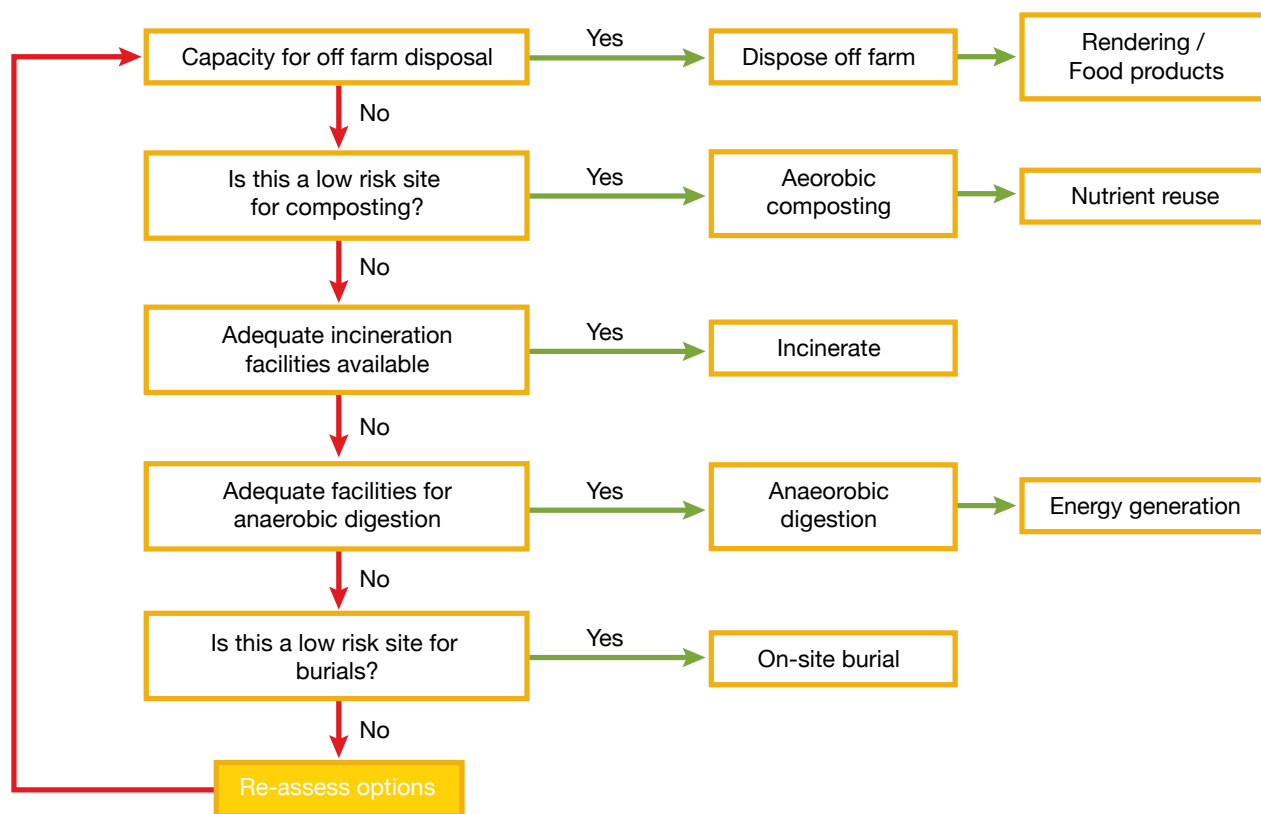 Capacity for off farm disposal
Yes
Dispose off farm
Rendering /
Food products
No
Is this a low risk site
for composting?
Yes
Aeorobic
composting
Nutrient reuse
No
Adequate incineration
facilities available
Yes
Incinerate
No
Adequate facilities for
anaerobic digestion
Yes
Anaeorobic
digestion
Energy generation
No
Is this a low risk site for
burials?
Yes
On-site burial
No
Re-assess options